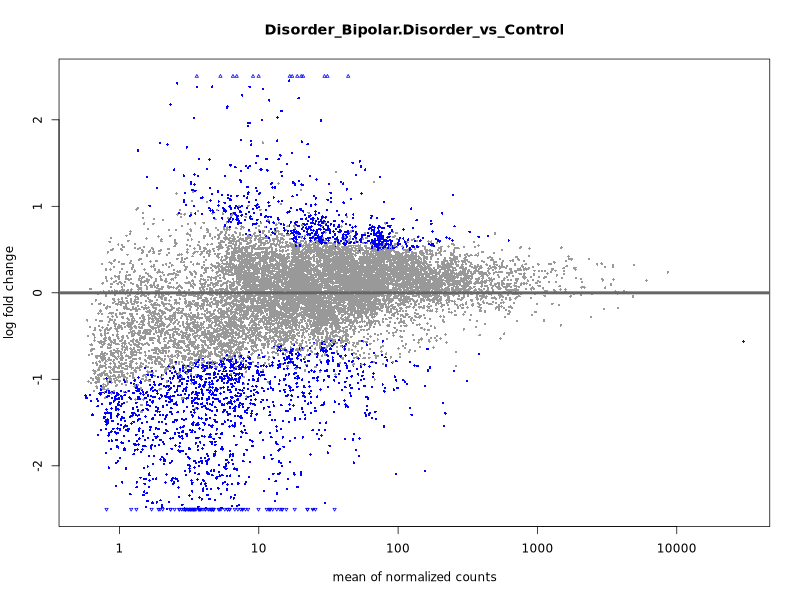 Disorder_Bipolar.Disorder_vs_Control
log fold change
2
1
0
-1
-2
1 10 100 1000 10000
mean of normalized counts